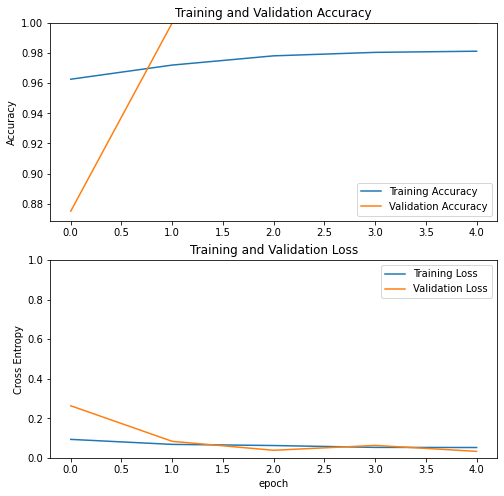 Training and Validation Accuracy
1.00
0.98
0.96
0.94
0.92
0.90
0.88
Accuracy
Training Accuracy
Validation Accuracy
0.0 0.5 1.0 1.5 2.0 2.5 3.0 3.5 4.0
Training and Validation Loss
1.0
0.8
0.6
0.4
0.2
0.0
Cross Entropy
Training Loss
Validation Loss
0.0 0.5 1.0 1.5 2.0 2.5 3.0 3.5 4.0
epoch